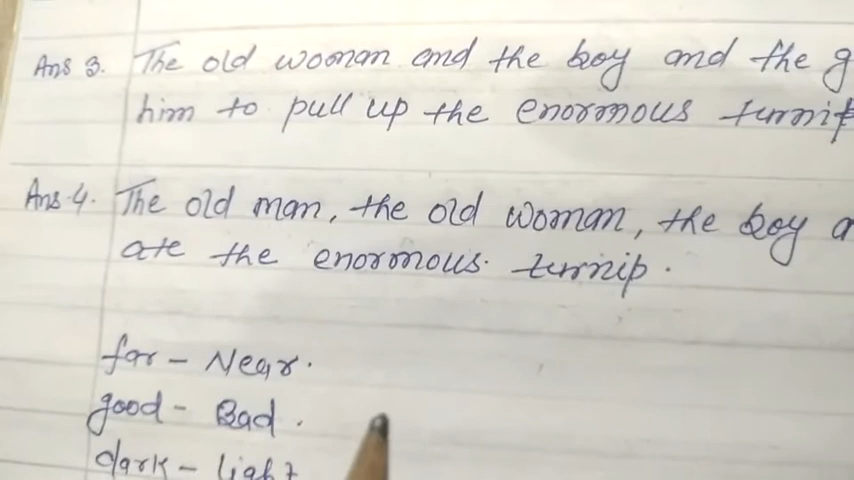 Ans 3. The old woman and the boy and the g
him to pull up the enormous turnip
Ans.4. The old man, the old woman, the boy a
ate the enormous. turnip.
far - Near.
good - Bad.
dark - light